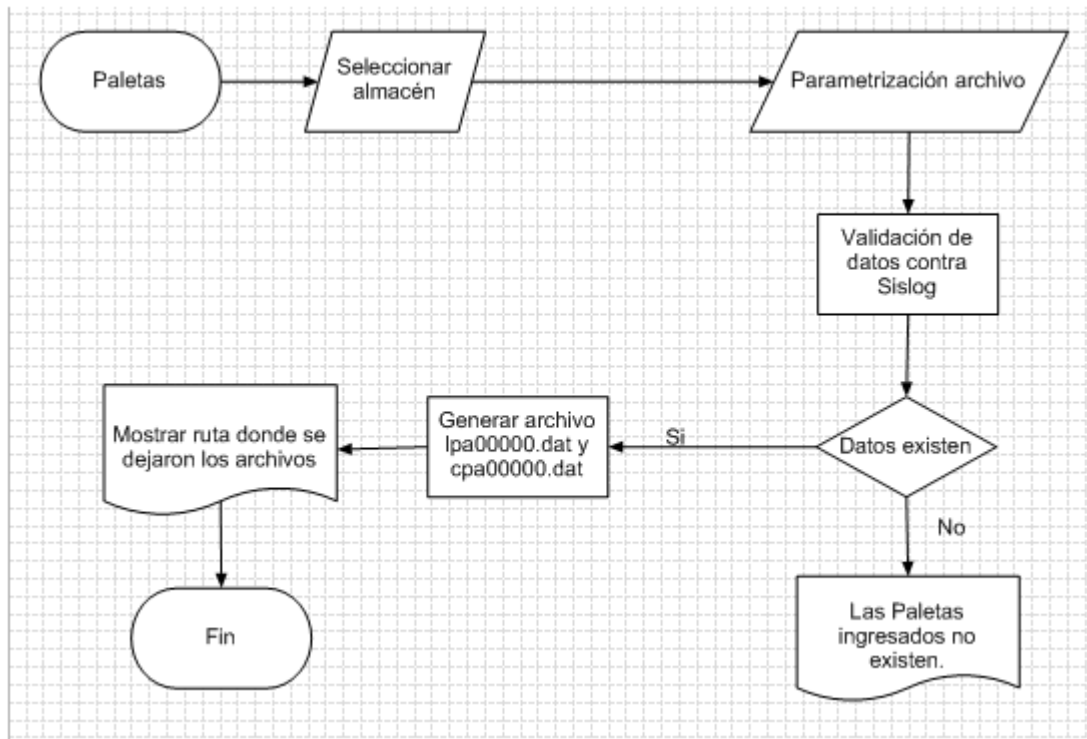 Paletas
Seleccionar
almacén
Parametrización archivo
Validación de
datos contra
Sislog
Datos existen
Si
Generar archivo
lpa00000.dat y
cpa00000.dat
Mostrar ruta donde se
dejaron los archivos
Fin
No
Las Paletas
ingresados no
existen.